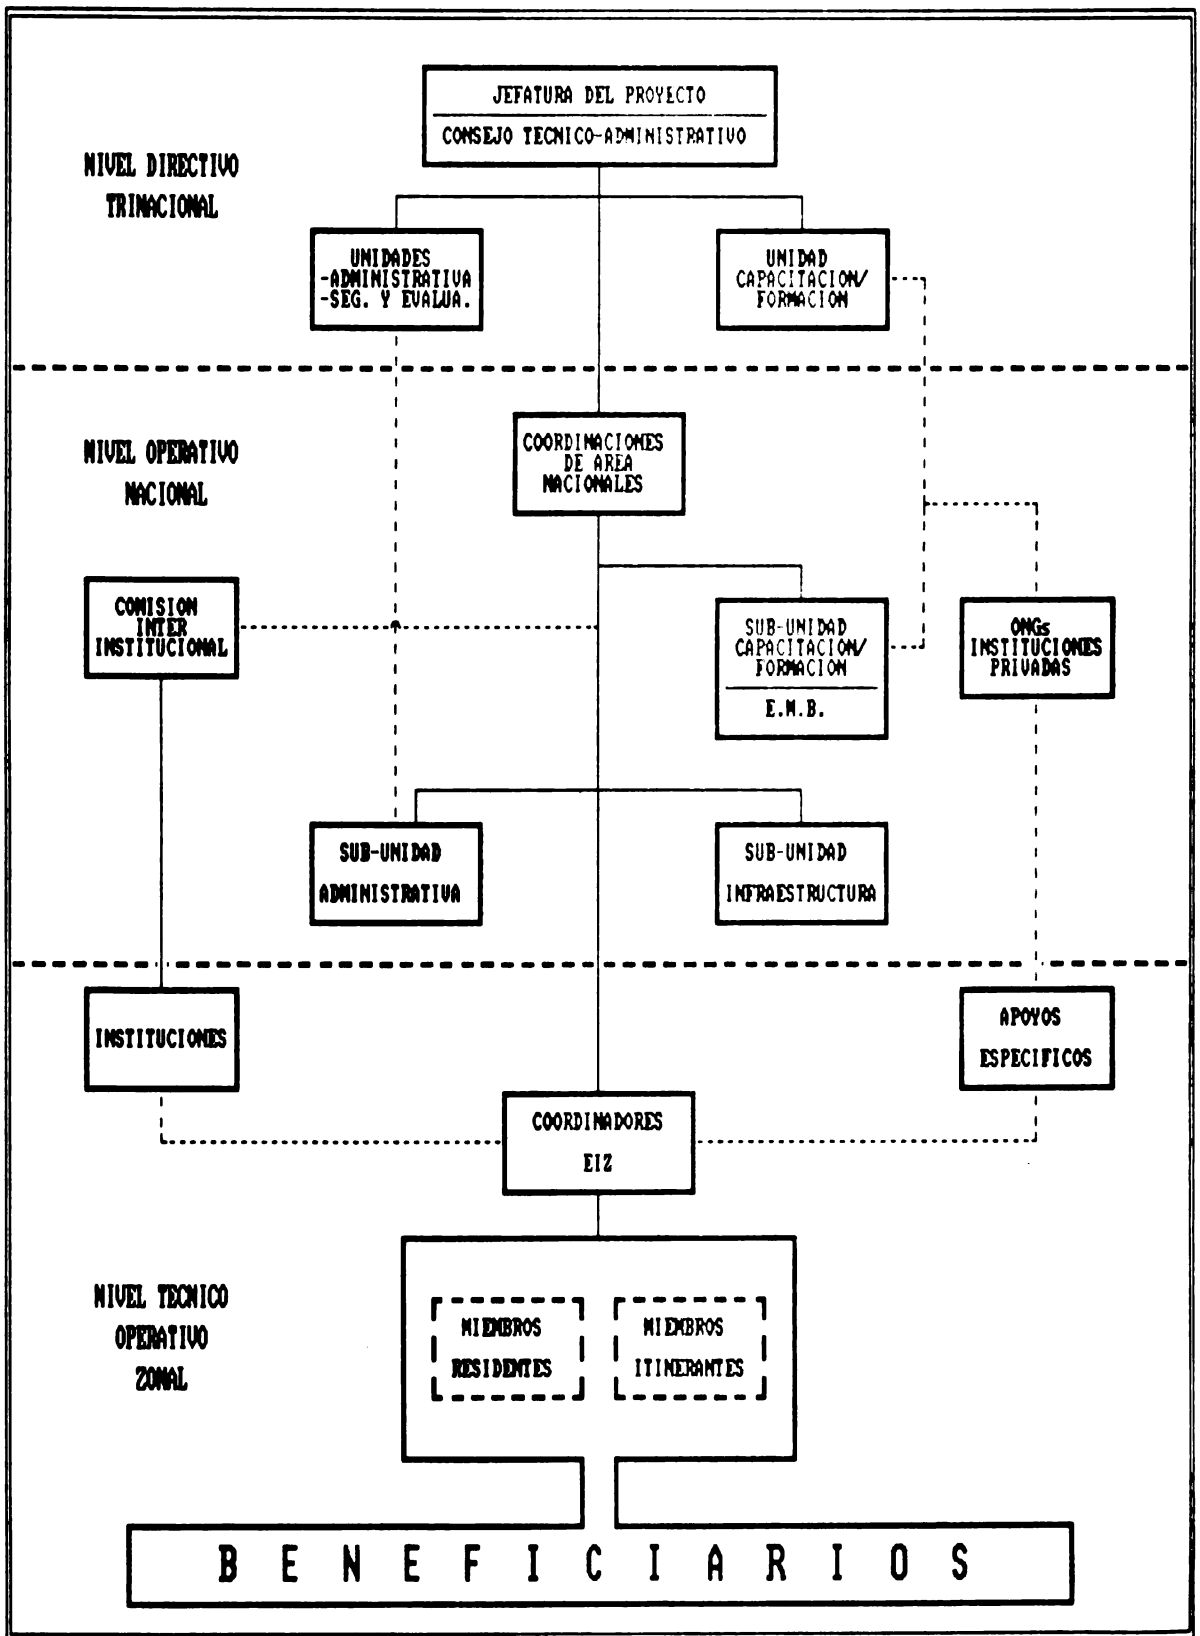 JEFATURA DEL PROYECTO
CONSEJO TECNICO-ADMINISTRATIVO
NIVEL DIRECTIVO
TRINACIONAL
UNIDADES
-ADMINISTRATIVA
-SEG. Y EVALUA.
UNIDAD
CAPACITACION/
FORMACION
NIVEL OPERATIVO
NACIONAL
COORDINACIONES
DE AREA
NACIONALES
COMISION
INTER
INSTITUCIONAL
SUB-UNIDAD
CAPACITACION/
FORMACION
E.M.B.
ONGs
INSTITUCIONES
PRIVADAS
SUB-UNIDAD
ADMINISTRATIVA
SUB-UNIDAD
INFRAESTRUCTURA
INSTITUCIONES
APOYOS
ESPECIFICOS
COORDINADORES
EIZ
NIVEL TECNICO
OPERATIVO
ZONAL
MIEMBROS
RESIDENTES
MIEMBROS
ITINERANTES
BENEFICIARIOS